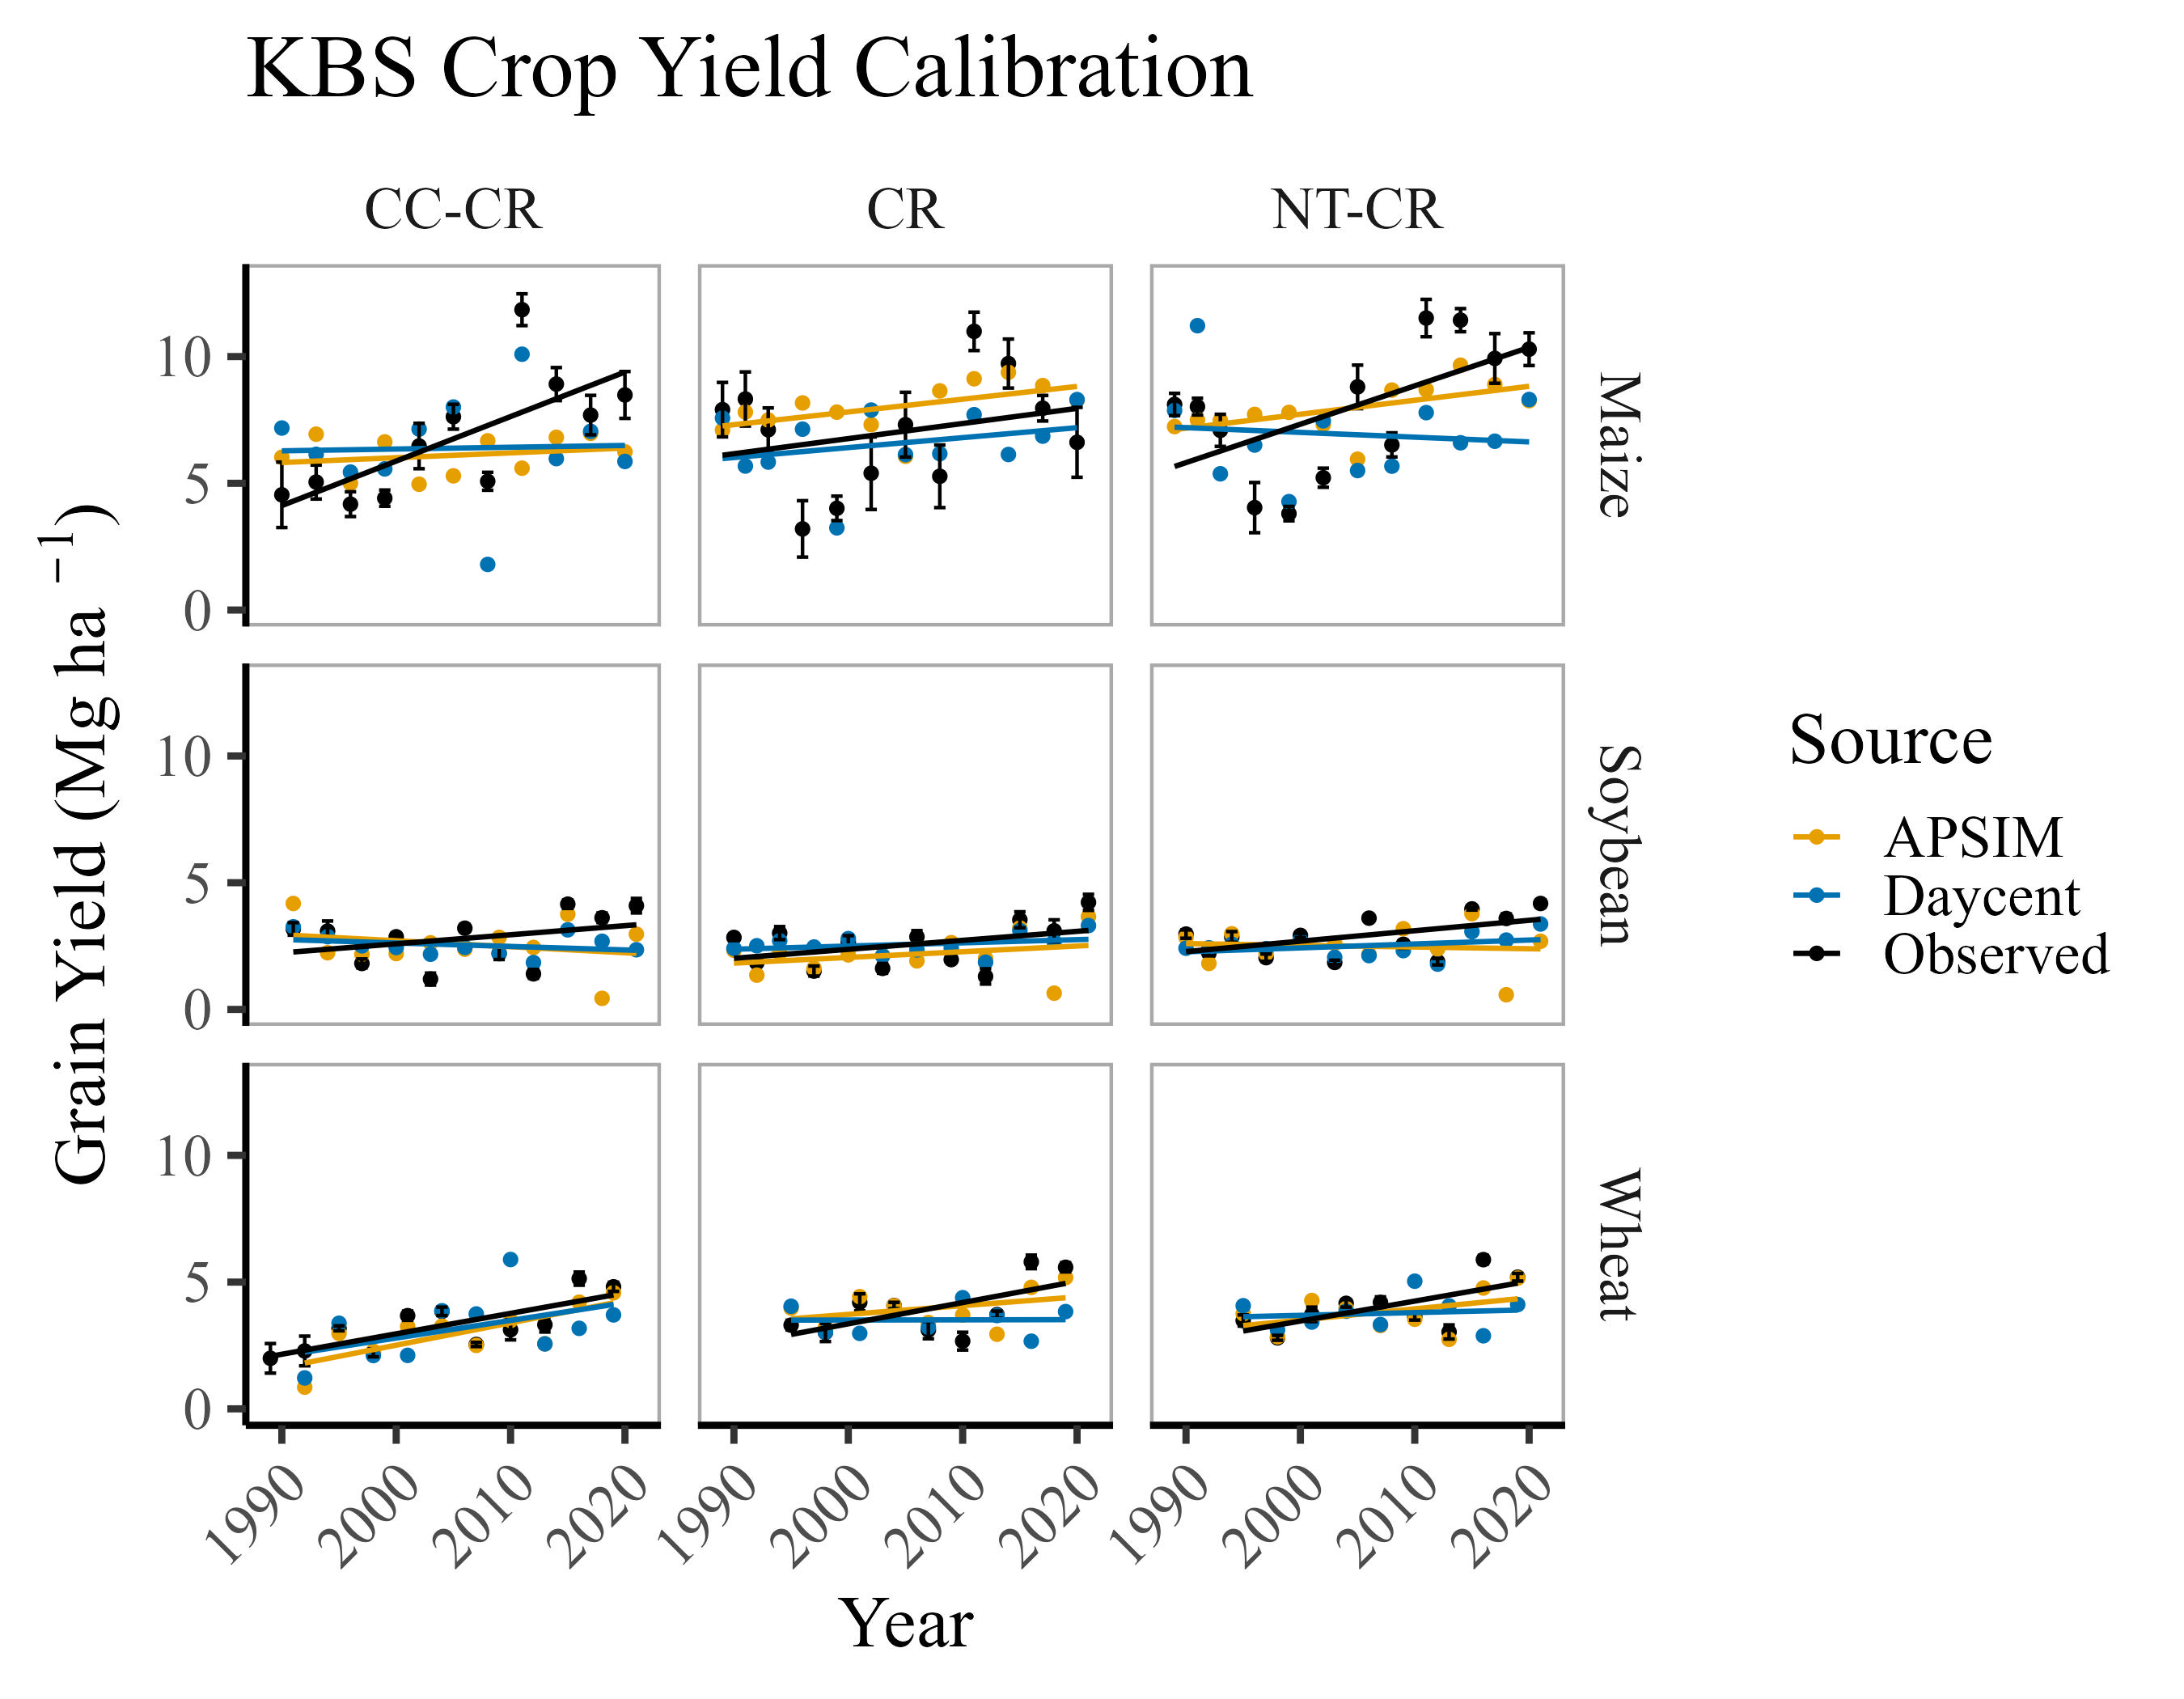 KBS Crop Yield Calibration
CC-CR
CR
NT-CR
Grain Yield (Mg ha⁻¹)
10
5
0
Maize
10
5
0
Soybean
10
5
0
Wheat
1990
2000
2010
2020
1990
2000
2010
2020
1990
2000
2010
2020
Year
Source
APSIM
Daycent
Observed